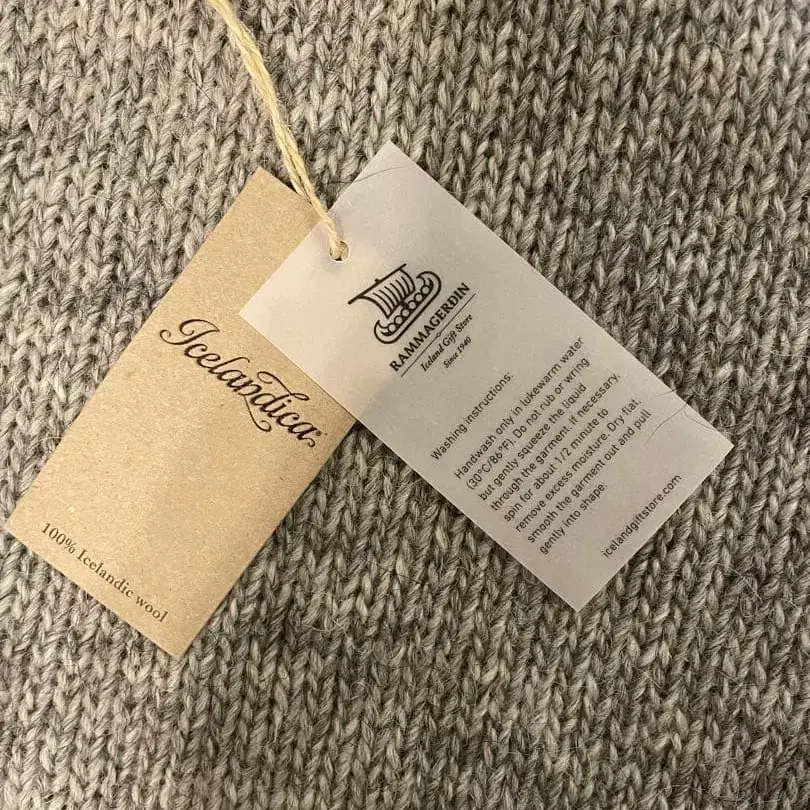 Icelandica
100% Icelandic wool
RAMMAGERDIN
Iceland Gift Store
Since 1940
Washing instructions:
Handwash only in lukewarm water
(30°C/86°F). Do not rub or wring
but gently squeeze the liquid
through the garment. If necessary,
spin for about 1/2 minute to
remove excess moisture. Dry flat,
smooth the garment out and pull
gently into shape.
icelandgiftstore.com